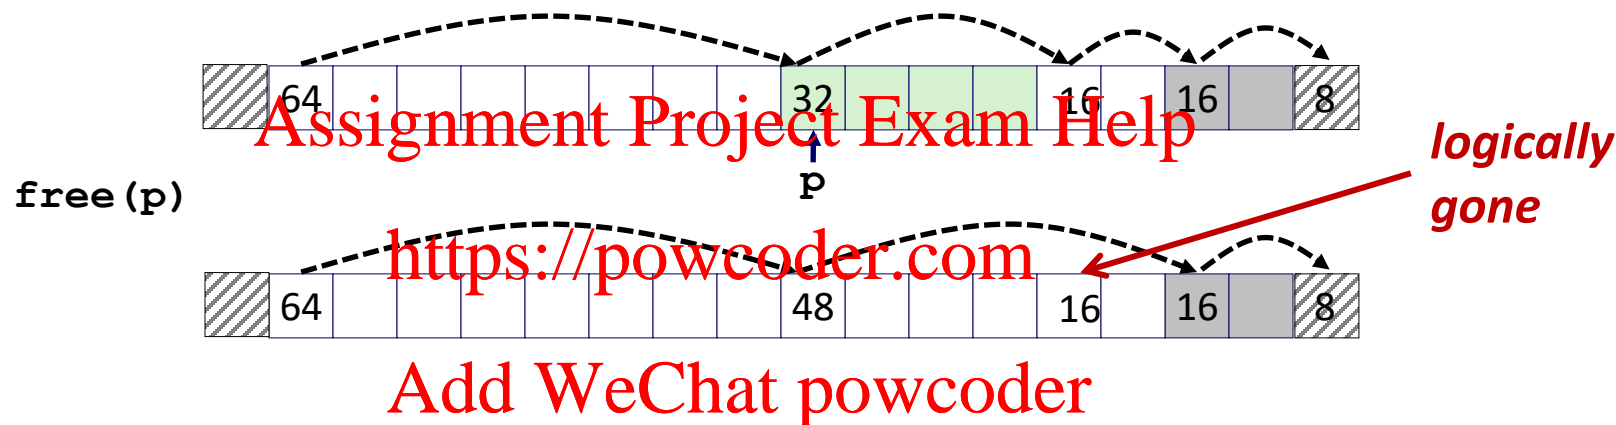 64 32 16 16 8
Assignment Project Exam Help
p
logically
gone
free(p)
https://powcoder.com
64 48 16 16 8
Add WeChat powcoder